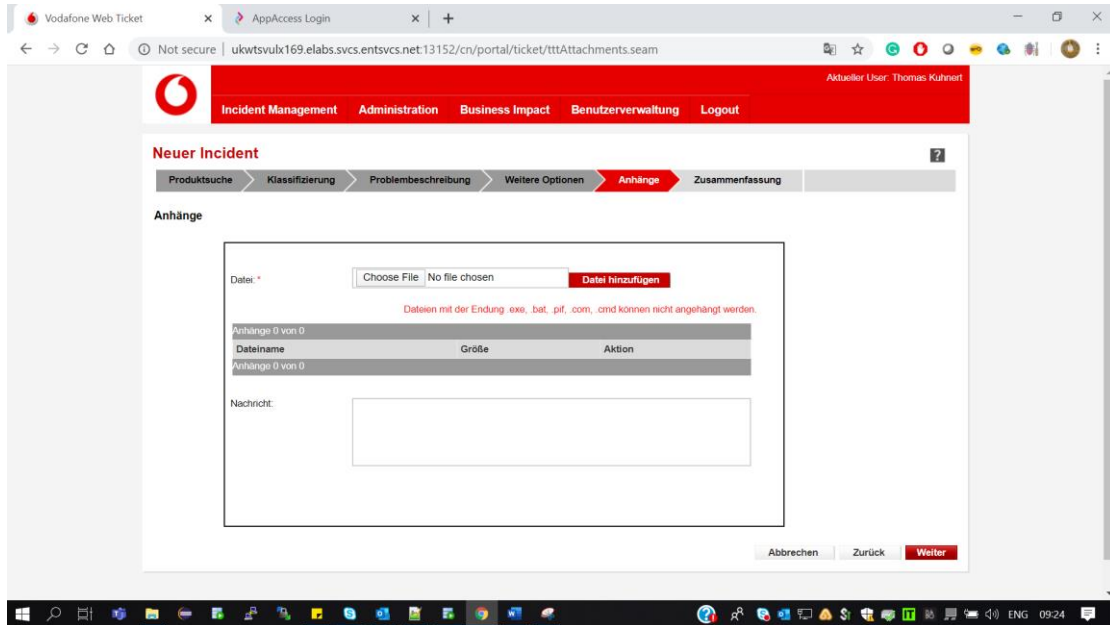 Vodafone Web Ticket
AppAccess Login
Not secure | ukwtsvulx169.elabs.svcs.entsvcs.net:13152/cn/portal/ticket/tttAttachments.seam
Aktueller User: Thomas Kuhnert
Incident Management Administration Business Impact Benutzerverwaltung Logout
Neuer Incident
?
Produktsuche Klassifizierung Problembeschreibung Weitere Optionen Anhänge Zusammenfassung
Anhänge
Datei: *
Choose File No file chosen
Datei hinzufügen
Dateien mit der Endung .exe, .bat, .pif, .com, .cmd können nicht angehängt werden.
Anhänge 0 von 0
Dateiname Größe Aktion
Anhänge 0 von 0
Nachricht:
Abbrechen Zurück Weiter
ENG 09:24